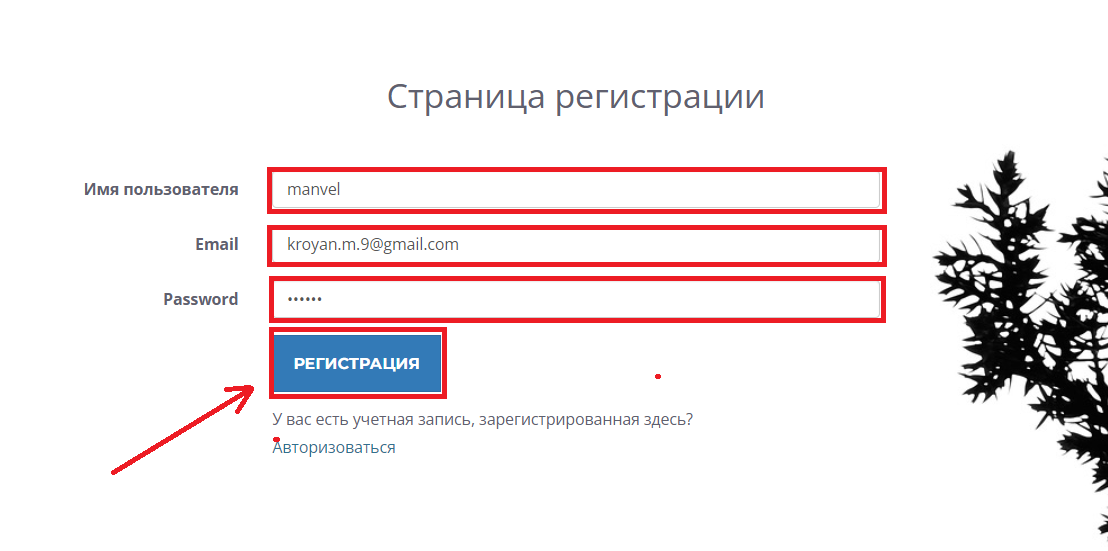 Страница регистрации
Имя пользователя manvel
Email kroyan.m.9@gmail.com
Password ••••••
РЕГИСТРАЦИЯ
У вас есть учетная запись, зарегистрированная здесь?
Авторизоваться